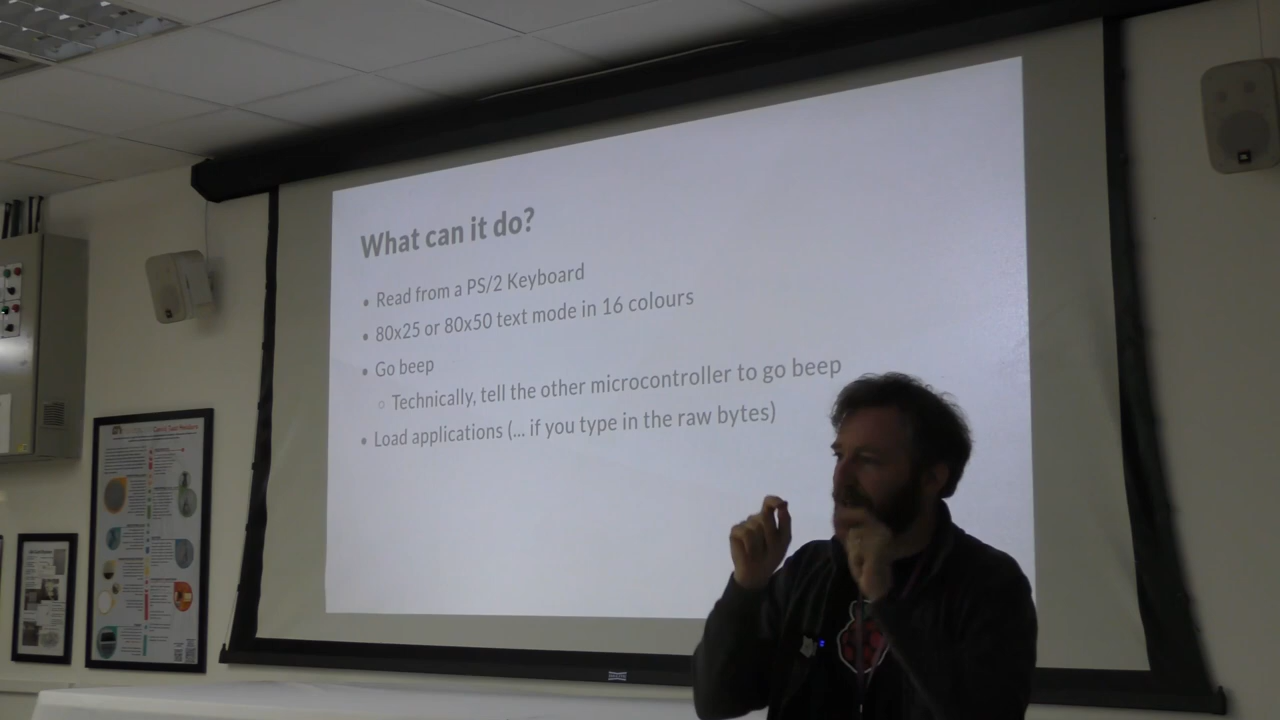 What can it do?
• Read from a PS/2 Keyboard
• 80x25 or 80x50 text mode in 16 colours
• Go beep
○ Technically, tell the other microcontroller to go beep
• Load applications (... if you type in the raw bytes)